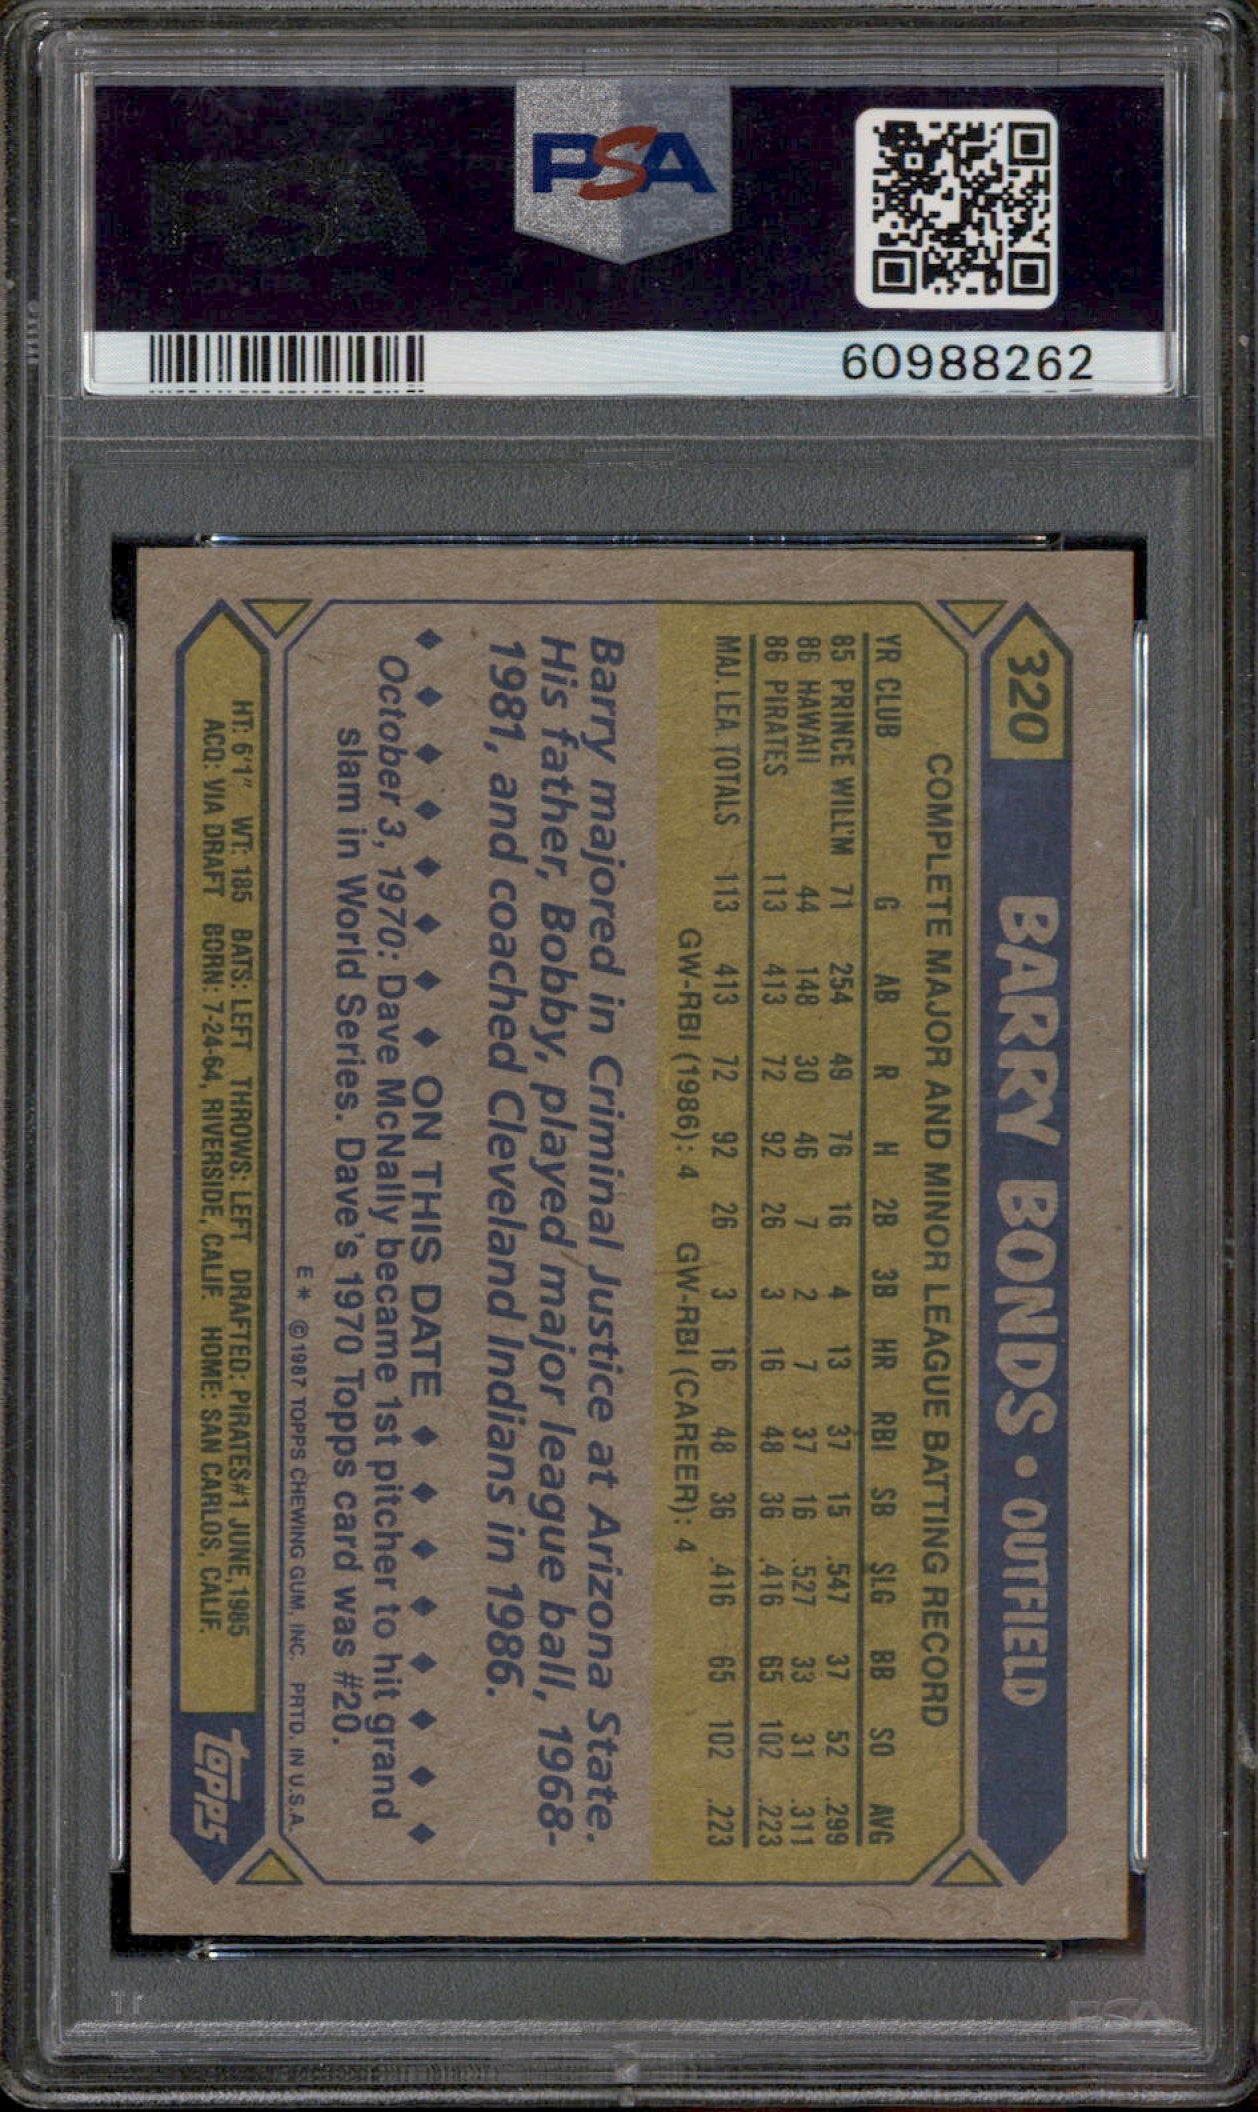 PSA
60988262
320 BARRY BONDS • OUTFIELD
COMPLETE MAJOR AND MINOR LEAGUE BATTING RECORD
YR CLUB G AB R H 2B 3B HR RBI SB SLG BB SO AVG
85 PRINCE WILL'M 71 254 49 76 16 4 13 37 15 .547 37 52 .299
86 HAWAII 44 148 30 46 7 2 7 37 16 .527 33 31 .311
86 PIRATES 113 413 72 92 26 3 16 48 36 .416 65 102 .223
MAJ. LEA. TOTALS 113 413 72 92 26 3 16 48 36 .416 65 102 .223
GW-RBI (1986): 4 GW-RBI (CAREER): 4
Barry majored in Criminal Justice at Arizona State.
His father, Bobby, played major league ball, 1968-
1981, and coached Cleveland Indians in 1986.
◆ ◆ ◆ ◆ ◆ ◆ ◆ ◆ ON THIS DATE ◆ ◆ ◆ ◆ ◆ ◆ ◆ ◆
October 3, 1970: Dave McNally became 1st pitcher to hit grand
slam in World Series. Dave's 1970 Topps card was #20.
E* ©1987 TOPPS CHEWING GUM, INC. PRTD. IN U.S.A.
HT: 6'1" WT: 185 BATS: LEFT THROWS: LEFT DRAFTED: PIRATES#1 JUNE, 1985
ACQ: VIA DRAFT BORN: 7-24-64, RIVERSIDE, CALIF. HOME: SAN CARLOS, CALIF.
topps
PSA